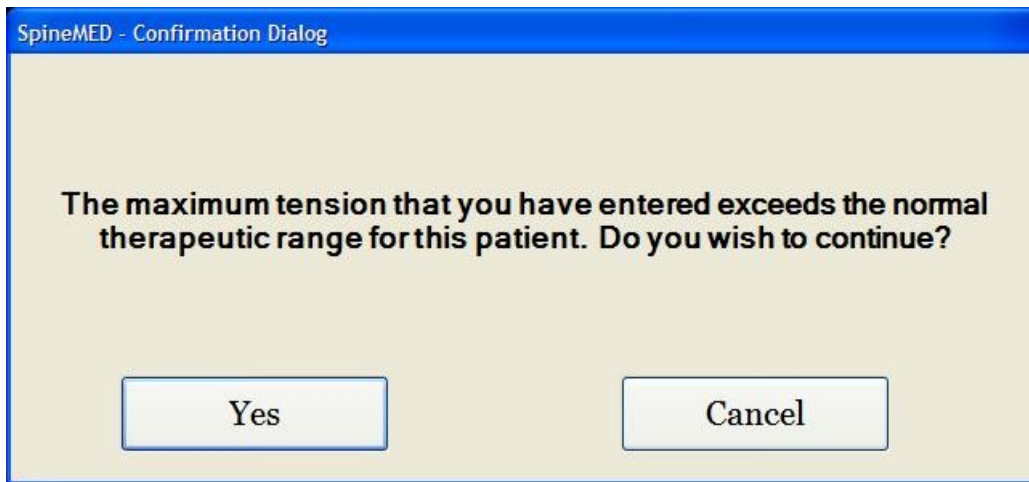 SpineMED - Confirmation Dialog
The maximum tension that you have entered exceeds the normal
therapeutic range for this patient. Do you wish to continue?
Yes
Cancel